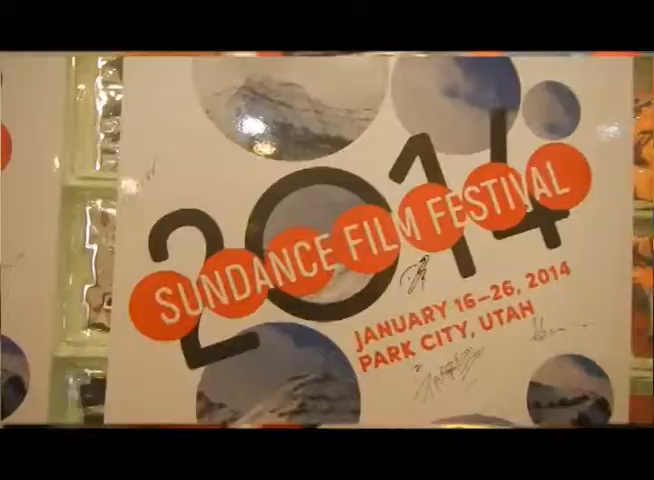 2014
SUNDANCE FILM FESTIVAL
JANUARY 16–26, 2014
PARK CITY, UTAH